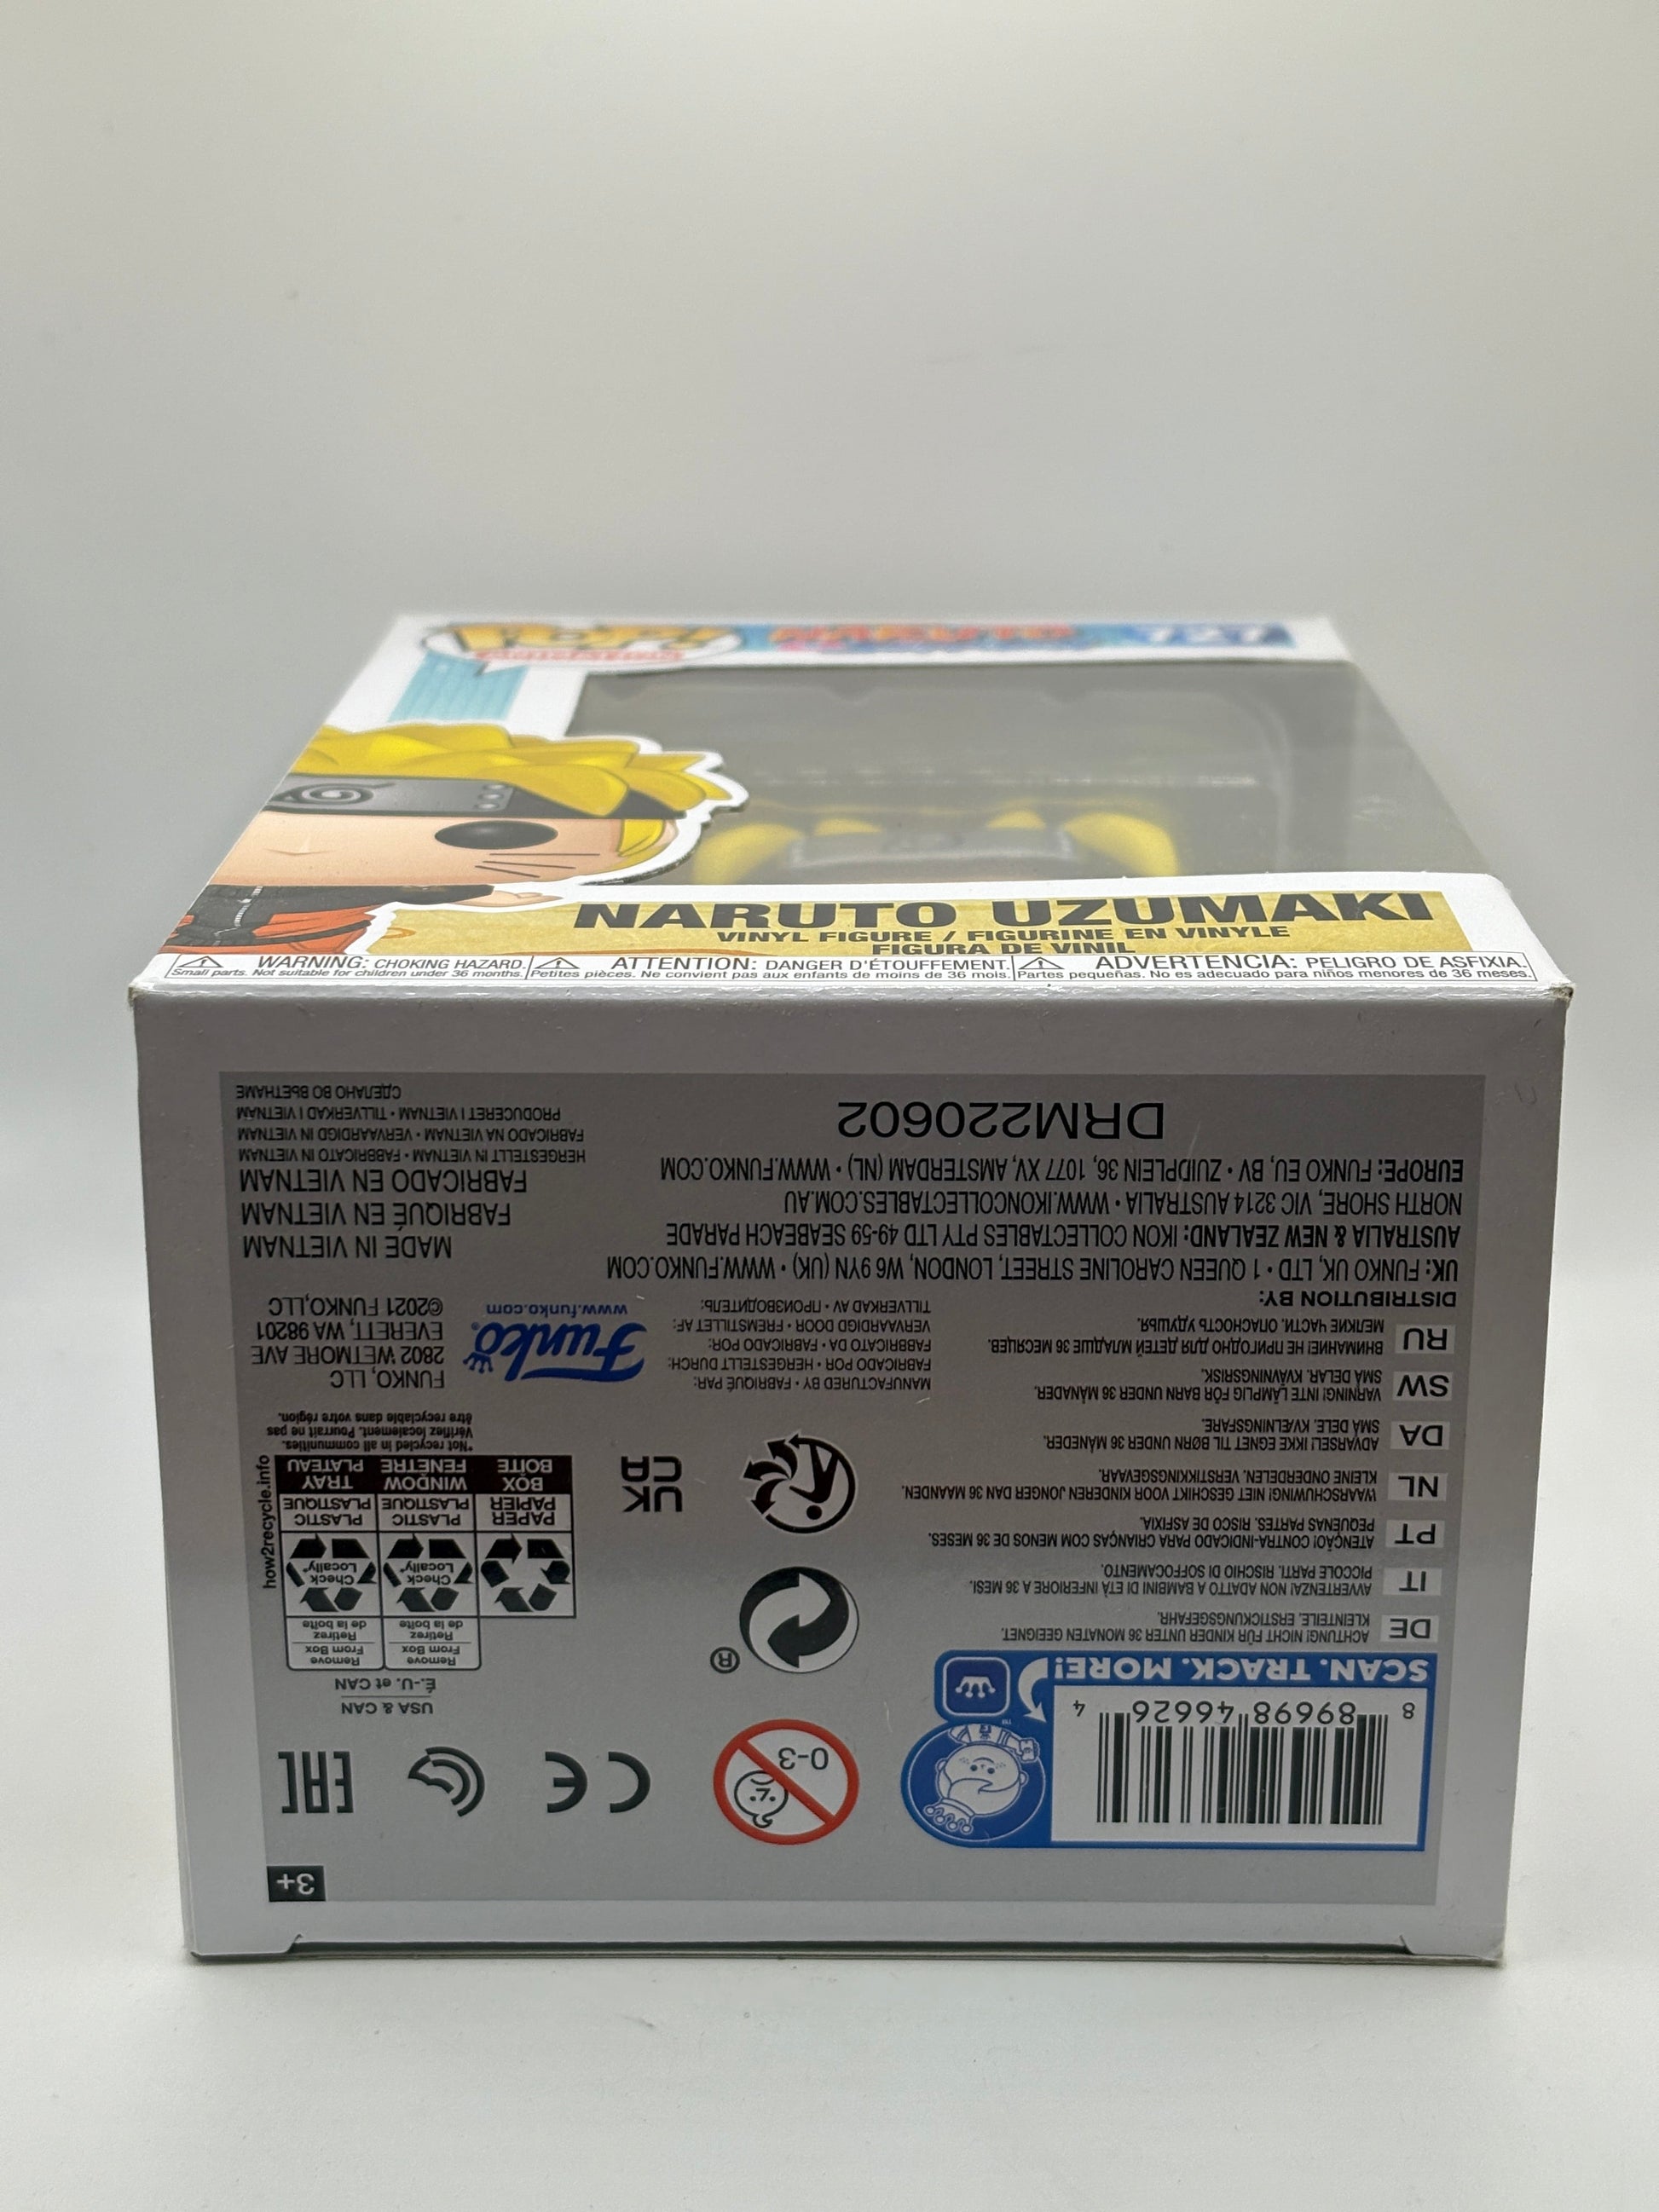 POP!
ANIMATION
NARUTO
727
NARUTO UZUMAKI
VINYL FIGURE / FIGURINE EN VINYLE
FIGURA DE VINIL
WARNING: CHOKING HAZARD.
Small parts. Not suitable for children under 36 months.
ATTENTION: DANGER D'ÉTOUFFEMENT.
Petites pièces. Ne convient pas aux enfants de moins de 36 mois.
ADVERTENCIA: PELIGRO DE ASFIXIA.
Partes pequeñas. No es adecuado para niños menores de 36 meses.
3+
8 89698 46626 4
SCAN. TRACK. MORE!
TM
0-3
CE
EAC
USA & CAN
É.-U. et CAN
Remove
From Box
Retirez
de la boîte
Remove
From Box
Retirez
de la boîte
Check
Locally*
Check
Locally*
PAPER
PAPIER
BOX
BOÎTE
PLASTIC
PLASTIQUE
WINDOW
FENÊTRE
PLASTIC
PLASTIQUE
TRAY
PLATEAU
how2recycle.info
*Not recycled in all communities.
Vérifiez localement. Pourrait ne pas
être recyclable dans votre région.
®
UK
CA
DE ACHTUNG! NICHT FÜR KINDER UNTER 36 MONATEN GEEIGNET.
KLEINTEILE. ERSTICKUNGSGEFAHR.
IT AVVERTENZA! NON ADATTO A BAMBINI DI ETÀ INFERIORE A 36 MESI.
PICCOLE PARTI. RISCHIO DI SOFFOCAMENTO.
PT ATENÇÃO! CONTRA-INDICADO PARA CRIANÇAS COM MENOS DE 36 MESES.
PEQUENAS PARTES. RISCO DE ASFIXIA.
NL WAARSCHUWING! NIET GESCHIKT VOOR KINDEREN JONGER DAN 36 MAANDEN.
KLEINE ONDERDELEN. VERSTIKKINGSGEVAAR.
DA ADVARSEL! IKKE EGNET TIL BØRN UNDER 36 MÅNEDER.
SMÅ DELE. KVÆLNINGSFARE.
SW VARNING! INTE LÄMPLIG FÖR BARN UNDER 36 MÅNADER.
SMÅ DELAR. KVÄVNINGSRISK.
RU ВНИМАНИЕ! НЕ ПРИГОДНО ДЛЯ ДЕТЕЙ МЛАДШЕ 36 МЕСЯЦЕВ.
МЕЛКИЕ ЧАСТИ. ОПАСНОСТЬ УДУШЬЯ.
MANUFACTURED BY • FABRIQUÉ PAR:
FABRICADO POR • HERGESTELLT DURCH:
FABBRICATO DA • FABRICADO POR:
VERVAARDIGD DOOR • FREMSTILLET AF:
TILLVERKAD AV • ПРОИЗВОДИТЕЛЬ:
Funko®
www.funko.com
FUNKO, LLC
2802 WETMORE AVE
EVERETT, WA 98201
©2021 FUNKO,LLC
DISTRIBUTION BY:
UK: FUNKO UK, LTD • 1 QUEEN CAROLINE STREET, LONDON, W6 9YN (UK) • WWW.FUNKO.COM
AUSTRALIA & NEW ZEALAND: IKON COLLECTABLES PTY LTD 49-59 SEABEACH PARADE
NORTH SHORE, VIC 3214 AUSTRALIA • WWW.IKONCOLLECTABLES.COM.AU
EUROPE: FUNKO EU, BV • ZUIDPLEIN 36, 1077 XV, AMSTERDAM (NL) • WWW.FUNKO.COM
MADE IN VIETNAM
FABRIQUÉ EN VIETNAM
FABRICADO EN VIETNAM
HERGESTELLT IN VIETNAM • FABBRICATO IN VIETNAM
FABRICADO NA VIETNAM • VERVAARDIGD IN VIETNAM
PRODUCERET I VIETNAM • TILLVERKAD I VIETNAM
СДЕЛАНО ВО ВЬЕТНАМЕ
DRM220602